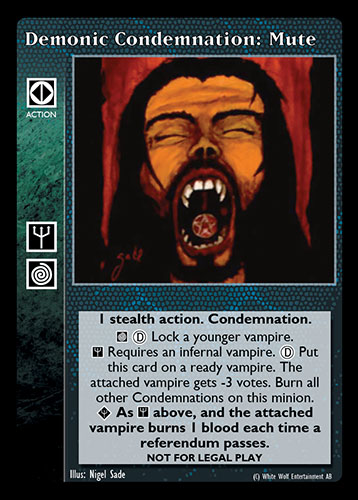 Demonic Condemnation: Mute
ACTION
gade
1 stealth action. Condemnation.
D Lock a younger vampire.
Requires an infernal vampire. D Put
this card on a ready vampire. The
attached vampire gets -3 votes. Burn all
other Condemnations on this minion.
As above, and the attached
vampire burns 1 blood each time a
referendum passes.
NOT FOR LEGAL PLAY
Illus: Nigel Sade
(C) White Wolf Entertainment AB